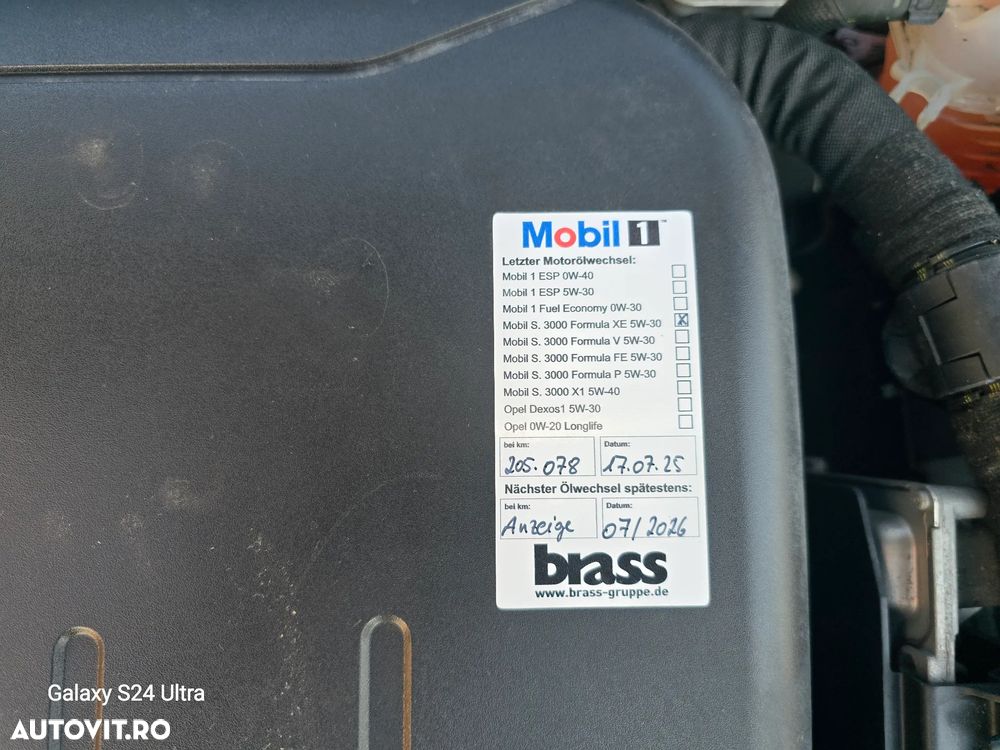 Mobil 1™
Letzter Motorölwechsel:
Mobil 1 ESP 0W-40
Mobil 1 ESP 5W-30
Mobil 1 Fuel Economy 0W-30
Mobil S. 3000 Formula XE 5W-30 X
Mobil S. 3000 Formula V 5W-30
Mobil S. 3000 Formula FE 5W-30
Mobil S. 3000 Formula P 5W-30
Mobil S. 3000 X1 5W-40
Opel Dexos1 5W-30
Opel 0W-20 Longlife
bei km: Datum:
205.078 17.07.25
Nächster Ölwechsel spätestens:
bei km: Datum:
Anzeige 07/2026
brass
www.brass-gruppe.de
Galaxy S24 Ultra
AUTOVIT.RO